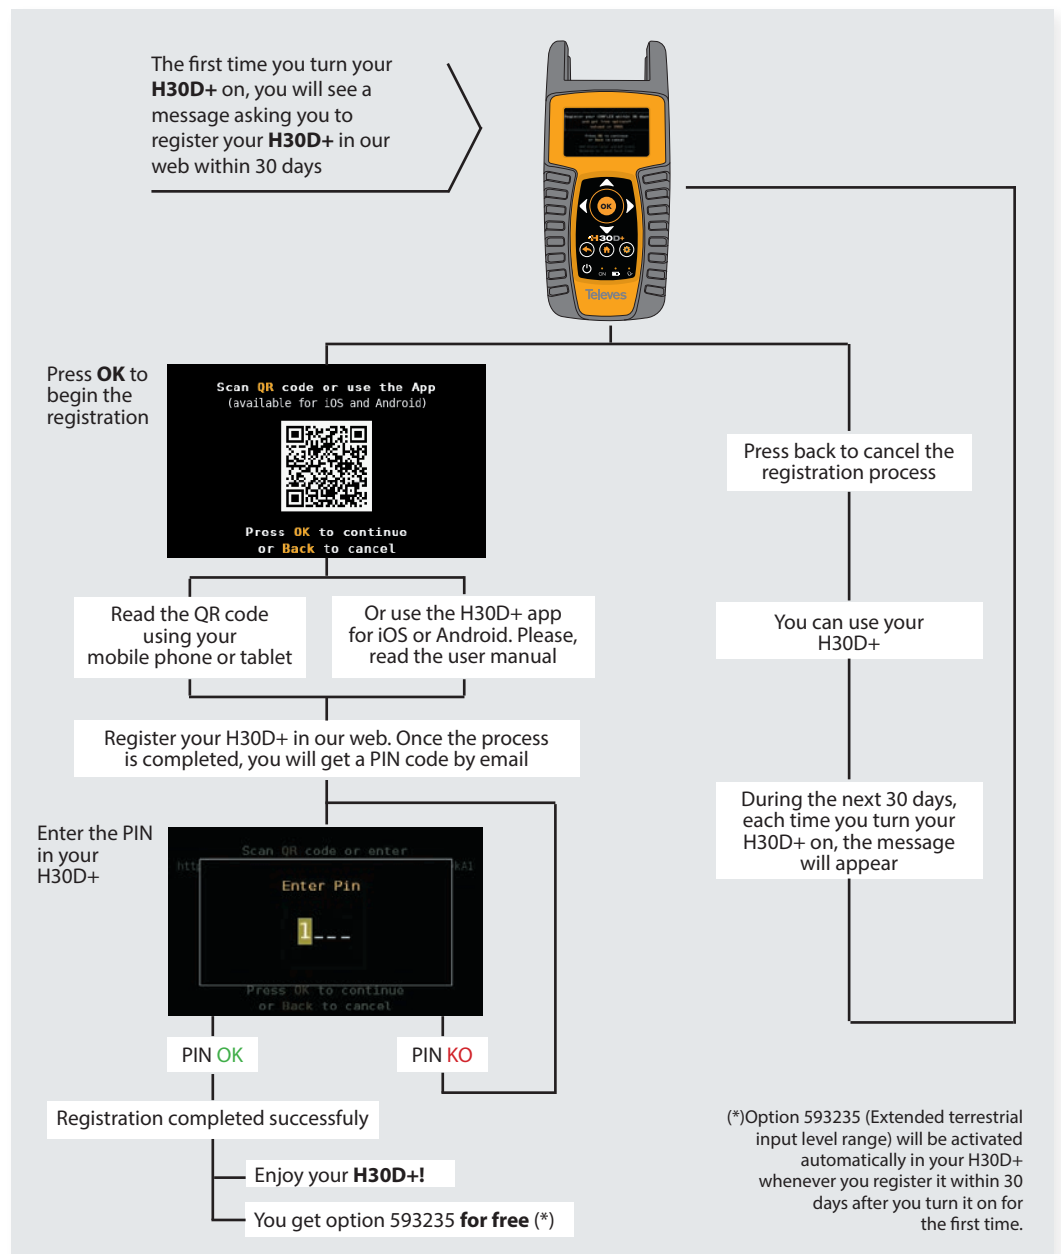 The first time you turn your
H30D+ on, you will see a
message asking you to
register your H30D+ in our
web within 30 days
OK
H30D+
ON
Televes
Press OK to
begin the
registration
Scan QR code or use the App
(available for iOS and Android)
Press OK to continue
or Back to cancel
Press back to cancel the
registration process
Read the QR code
using your
mobile phone or tablet
Or use the H30D+ app
for iOS or Android. Please,
read the user manual
You can use your
H30D+
Register your H30D+ in our web. Once the process
is completed, you will get a PIN code by email
During the next 30 days,
each time you turn your
H30D+ on, the message
will appear
Enter the PIN
in your
H30D+
Scan QR code or enter
Enter Pin
1___
Press OK to continue
or Back to cancel
PIN OK
PIN KO
Registration completed successfuly
Enjoy your H30D+!
You get option 593235 for free (*)
(*)Option 593235 (Extended terrestrial
input level range) will be activated
automatically in your H30D+
whenever you register it within 30
days after you turn it on for
the first time.